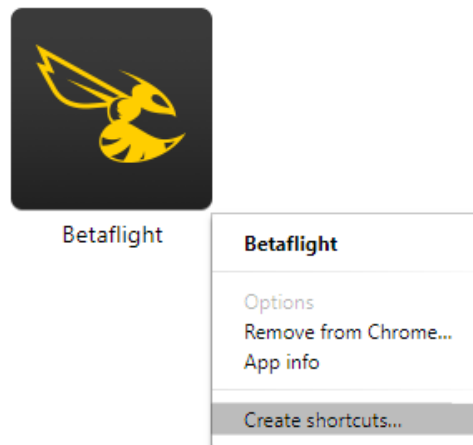 Betaflight
Betaflight
Options
Remove from Chrome...
App info
Create shortcuts...